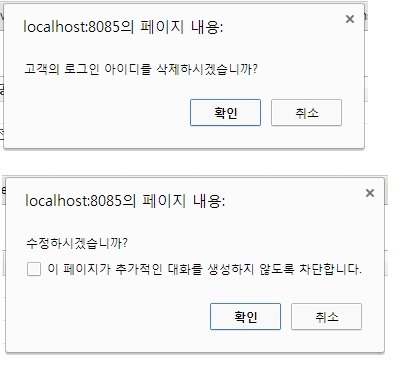 localhost:8085의 페이지 내용:
고객의 로그인 아이디를 삭제하시겠습니까?
확인 취소
localhost:8085의 페이지 내용:
수정하시겠습니까?
이 페이지가 추가적인 대화를 생성하지 않도록 차단합니다.
확인 취소